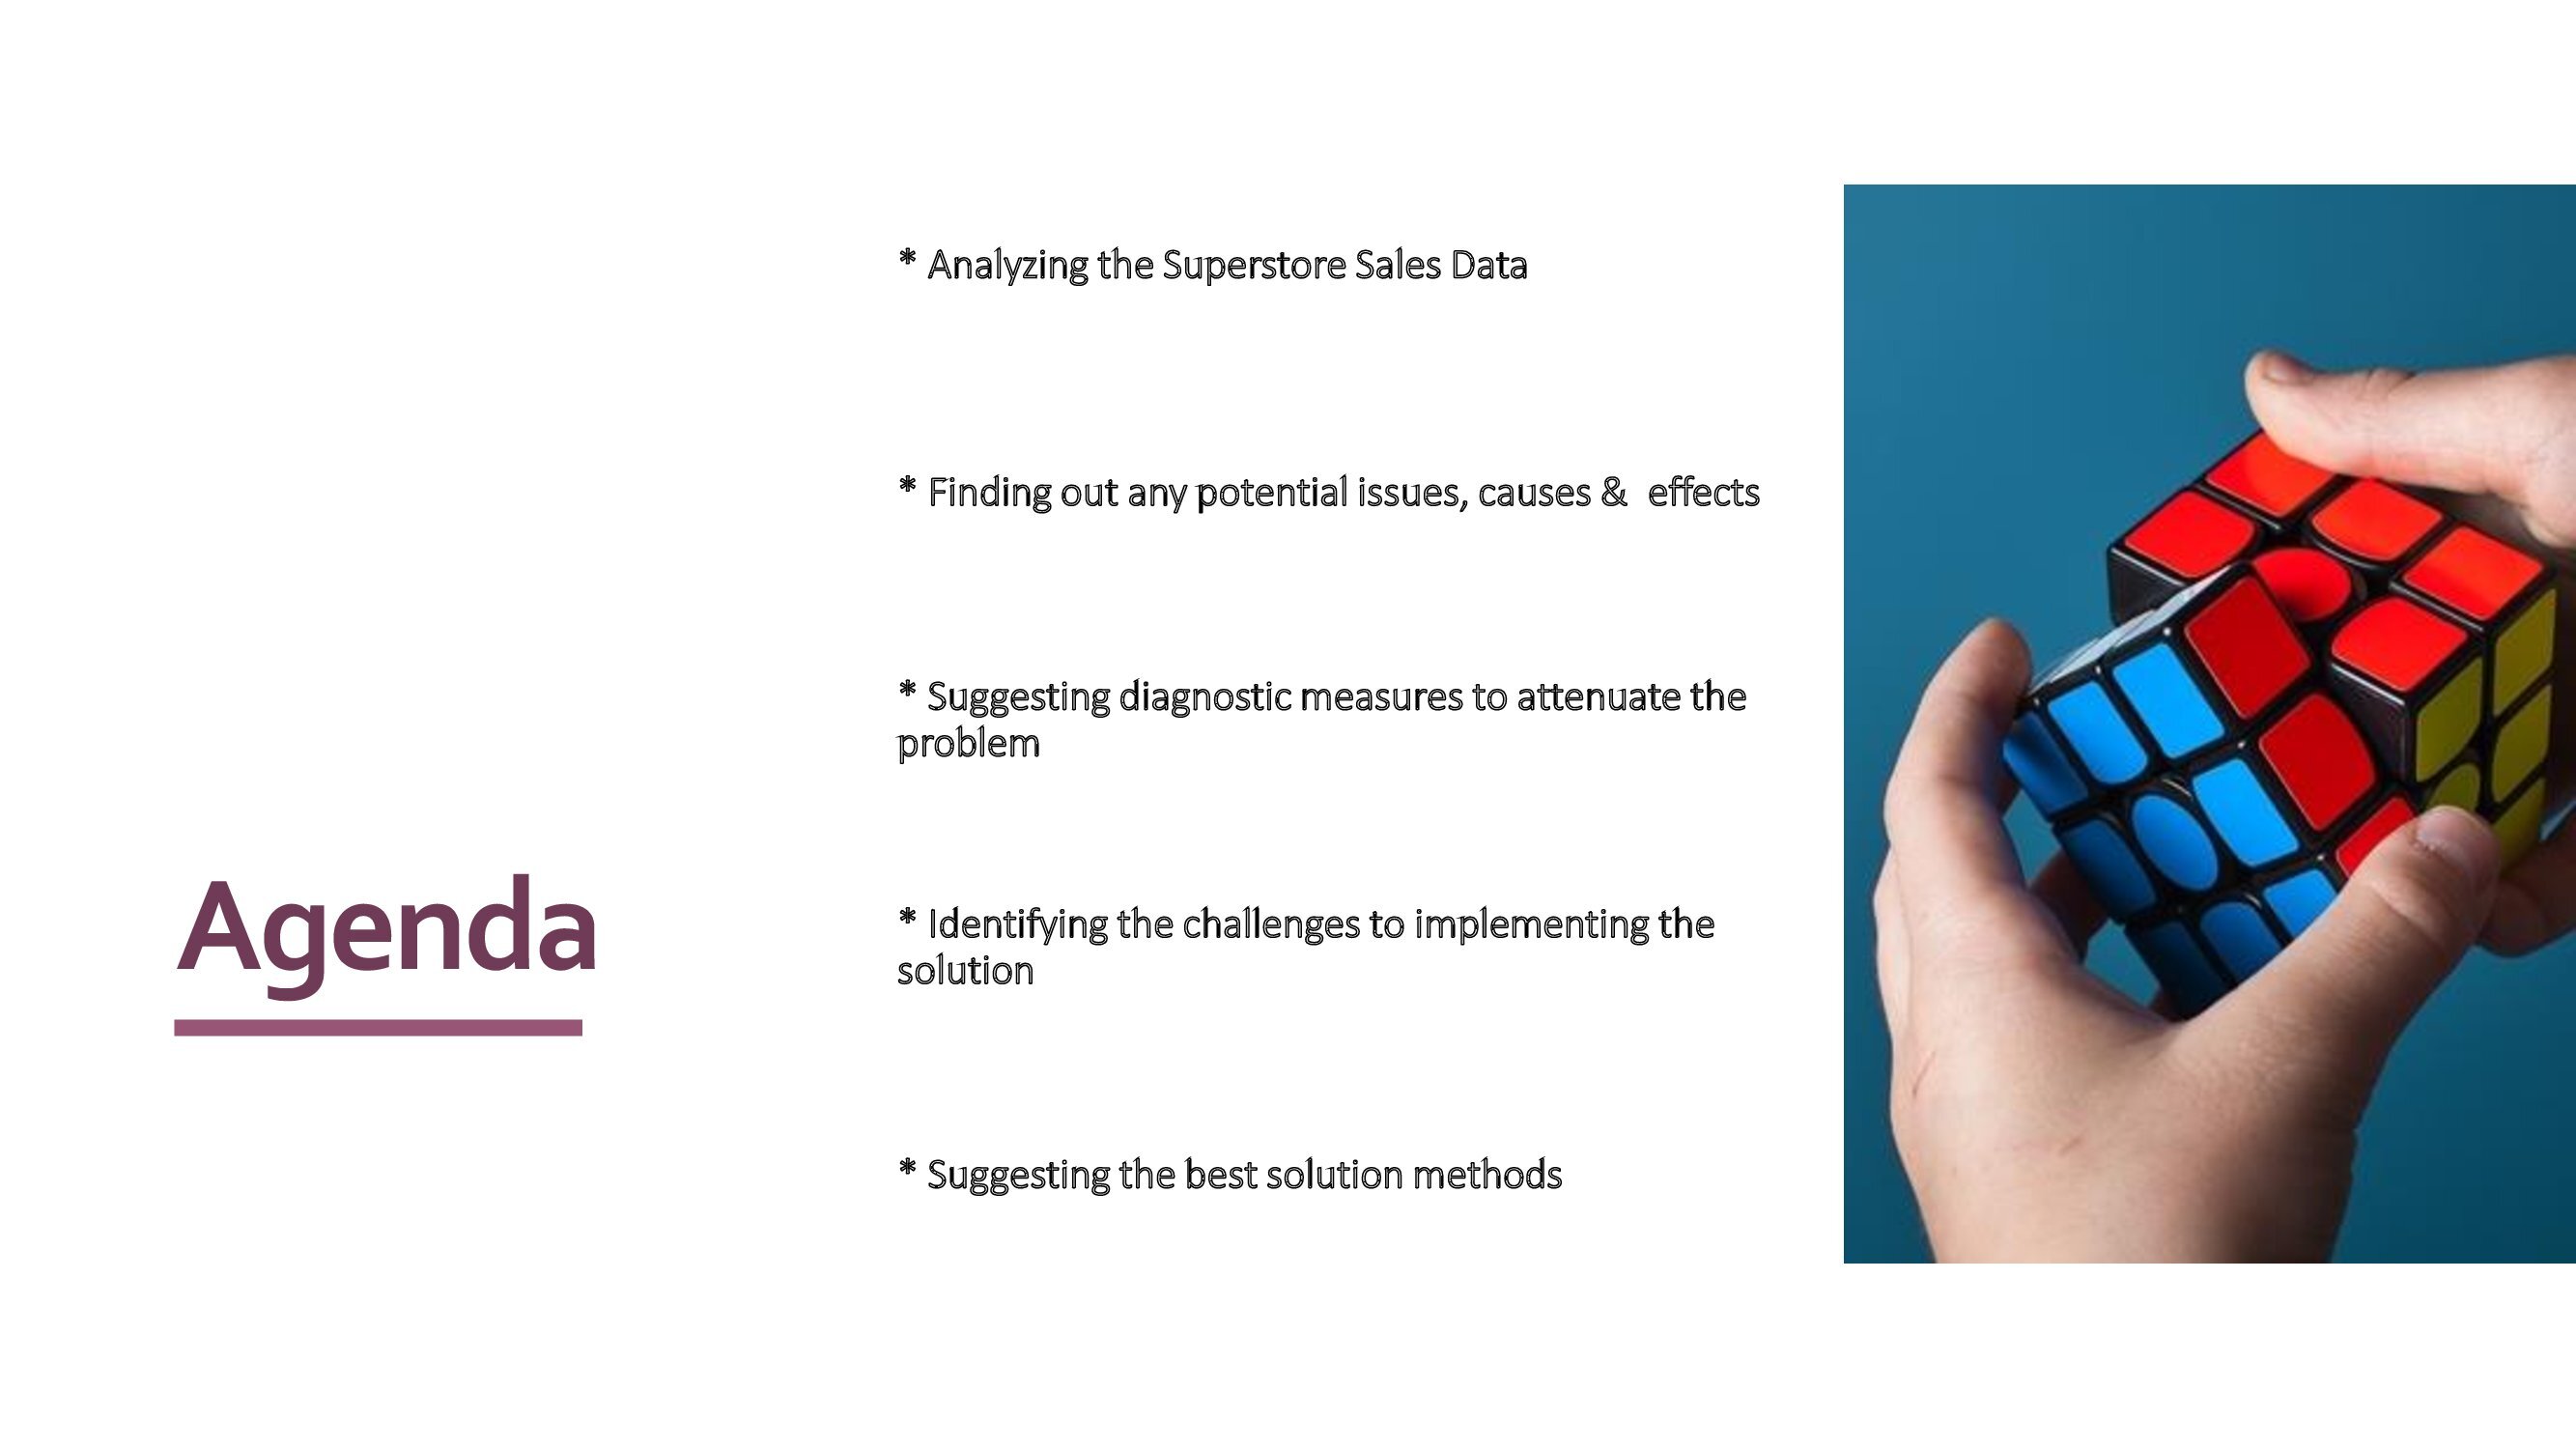 Agenda
* Analyzing the Superstore Sales Data
* Finding out any potential issues, causes &  effects
* Suggesting diagnostic measures to attenuate the
problem
* Identifying the challenges to implementing the
solution
* Suggesting the best solution methods